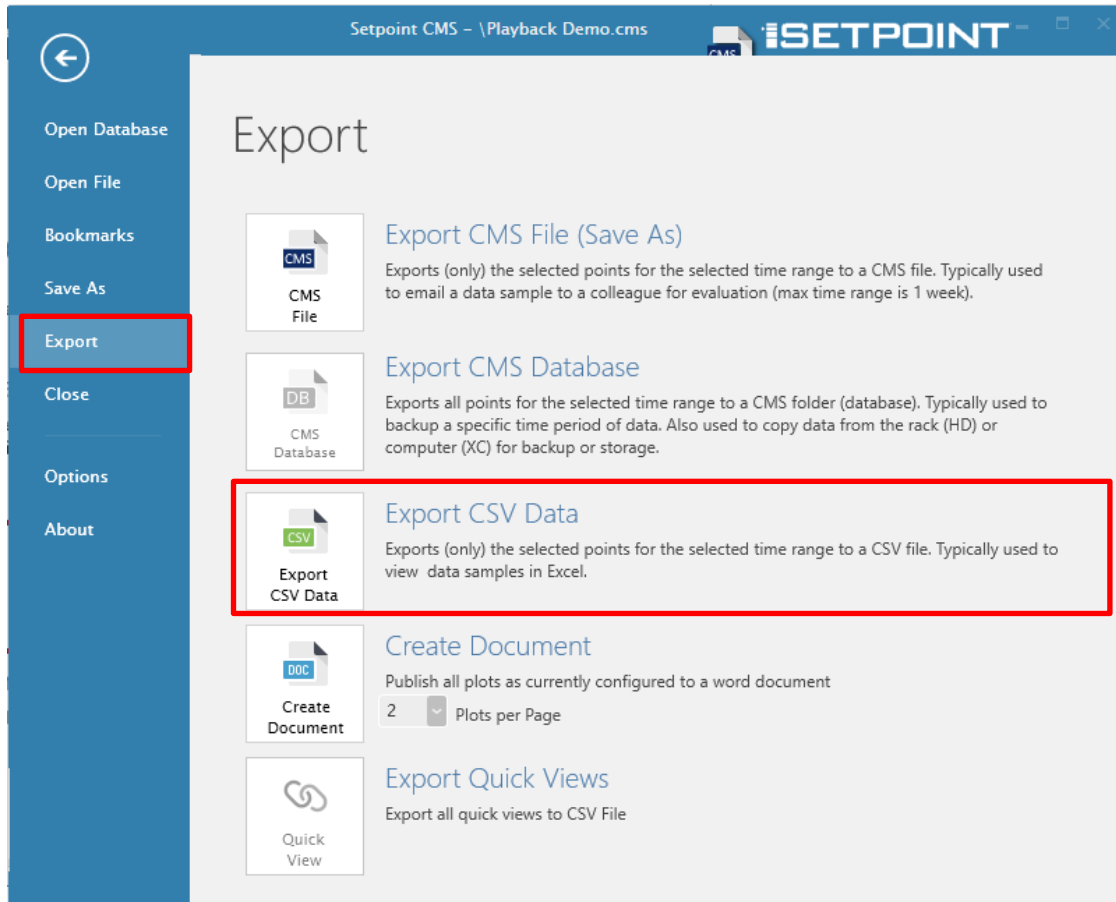 Setpoint CMS – \Playback Demo.cms
CMS
SETPOINT
Open Database
Open File
Bookmarks
Save As
Export
Close
Options
About
Export
CMS
CMS
File
Export CMS File (Save As)
Exports (only) the selected points for the selected time range to a CMS file. Typically used
to email a data sample to a colleague for evaluation (max time range is 1 week).
DB
CMS
Database
Export CMS Database
Exports all points for the selected time range to a CMS folder (database). Typically used to
backup a specific time period of data. Also used to copy data from the rack (HD) or
computer (XC) for backup or storage.
CSV
Export
CSV Data
Export CSV Data
Exports (only) the selected points for the selected time range to a CSV file. Typically used to
view  data samples in Excel.
DOC
Create
Document
Create Document
Publish all plots as currently configured to a word document
2
Plots per Page
Quick
View
Export Quick Views
Export all quick views to CSV File